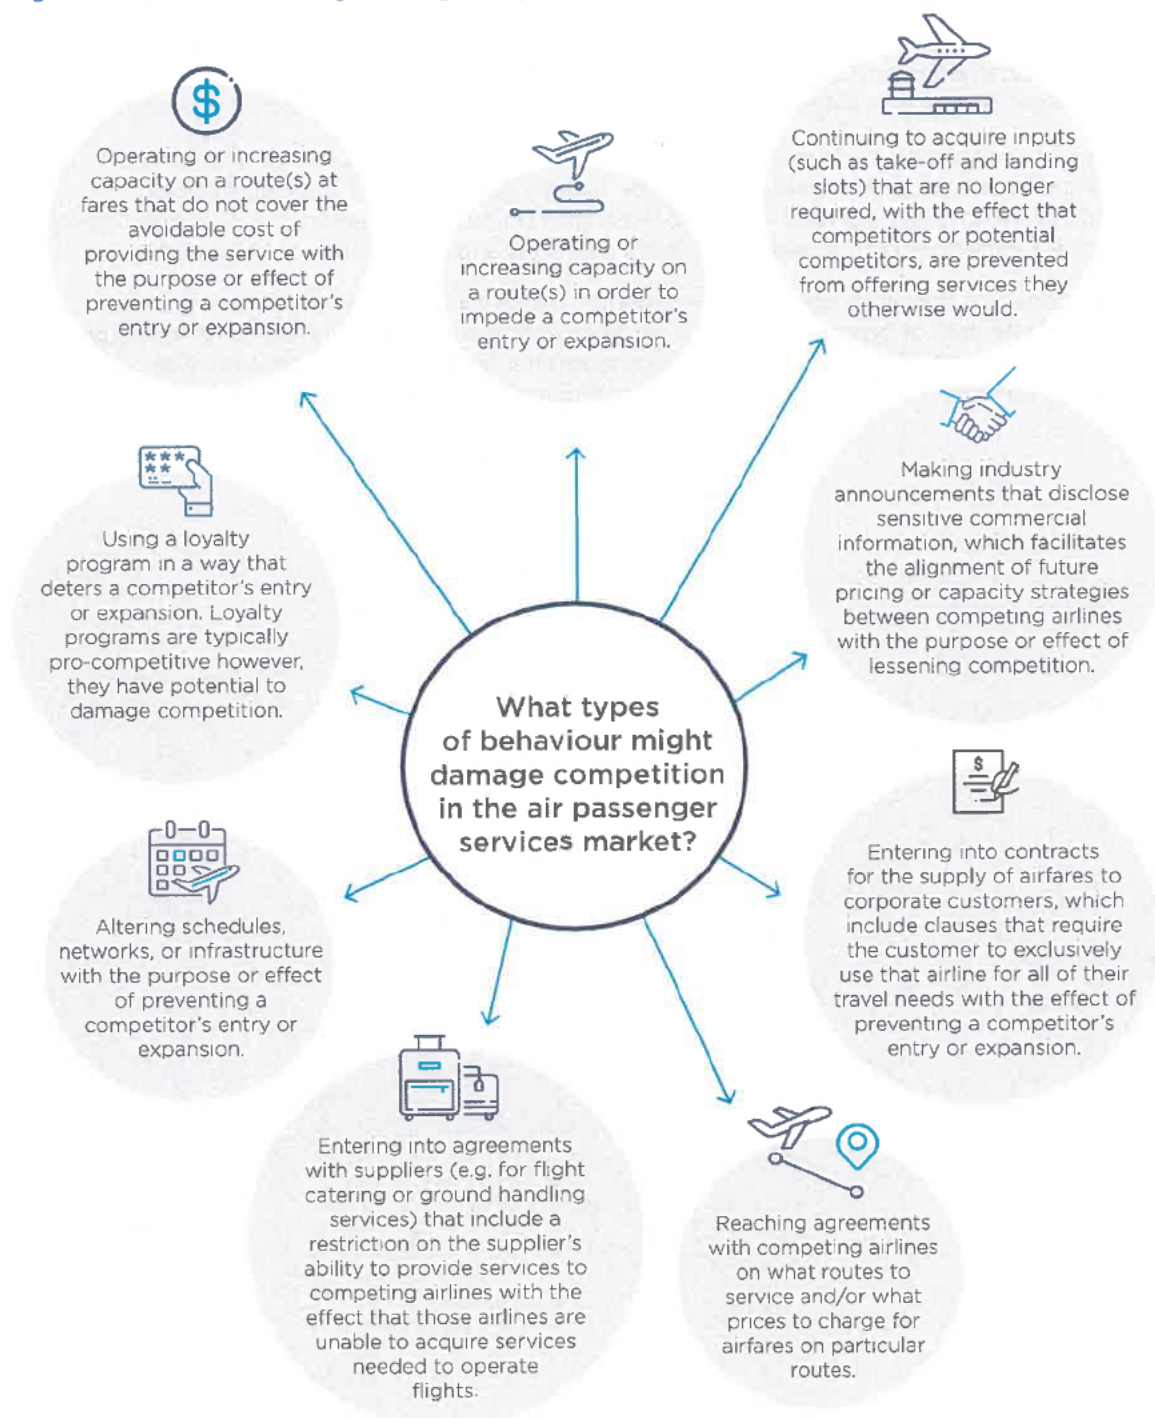 $
Operating or increasing
capacity on a route(s) at
fares that do not cover the
avoidable cost of
providing the service with
the purpose or effect of
preventing a competitor's
entry or expansion.
Operating or
increasing capacity on
a route(s) in order to
impede a competitor's
entry or expansion.
Continuing to acquire inputs
(such as take-off and landing
slots) that are no longer
required, with the effect that
competitors or potential
competitors, are prevented
from offering services they
otherwise would.
Making industry
announcements that disclose
sensitive commercial
information, which facilitates
the alignment of future
pricing or capacity strategies
between competing airlines
with the purpose or effect of
lessening competition.
$
Entering into contracts
for the supply of airfares to
corporate customers, which
include clauses that require
the customer to exclusively
use that airline for all of their
travel needs with the effect of
preventing a competitor's
entry or expansion.
Reaching agreements
with competing airlines
on what routes to
service and/or what
prices to charge for
airfares on particular
routes.
Entering into agreements
with suppliers (e.g. for flight
catering or ground handling
services) that include a
restriction on the supplier's
ability to provide services to
competing airlines with the
effect that those airlines are
unable to acquire services
needed to operate
flights.
Altering schedules,
networks, or infrastructure
with the purpose or effect
of preventing a
competitor's entry or
expansion.
***
**
Using a loyalty
program in a way that
deters a competitor's entry
or expansion. Loyalty
programs are typically
pro-competitive however,
they have potential to
damage competition.
What types
of behaviour might
damage competition
in the air passenger
services market?